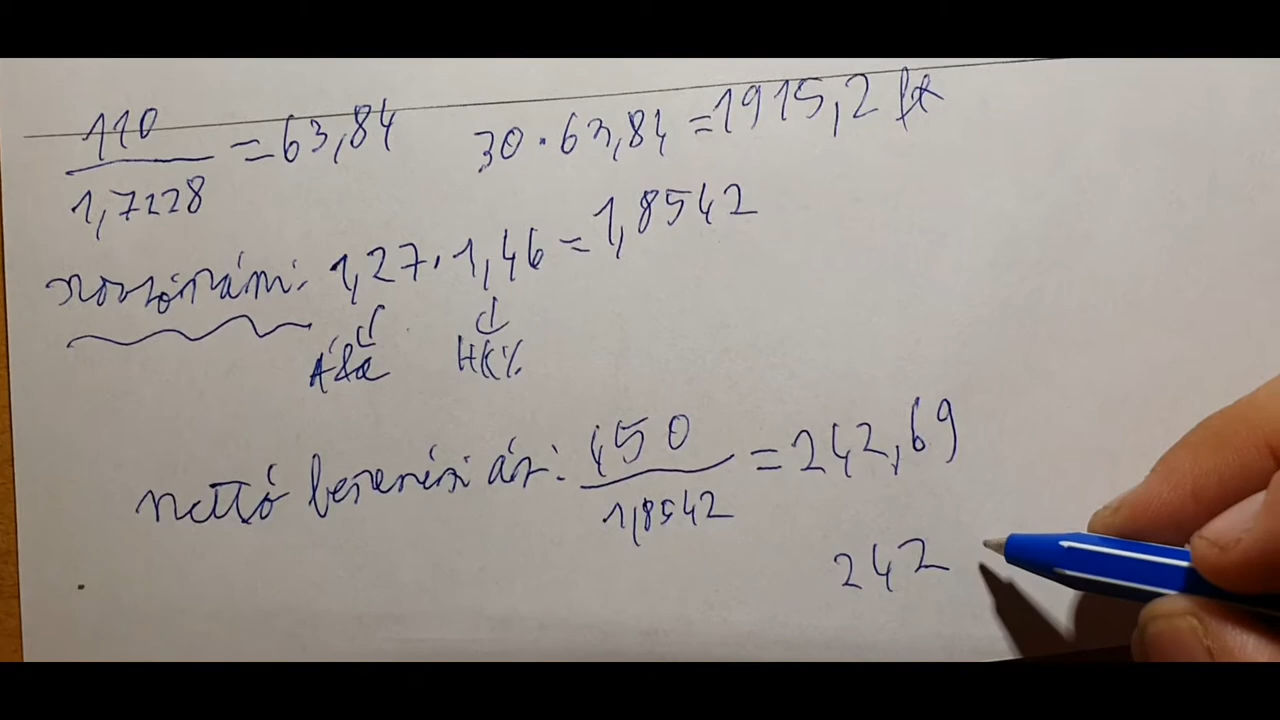 110/1,7228 = 63,84 30 · 63,84 = 1915,2 ft
szorzószám: 1,27 · 1,46 = 1,8542
Áfa HK%
nettó beszerzési ár: 450/1,8542 = 242,69
242